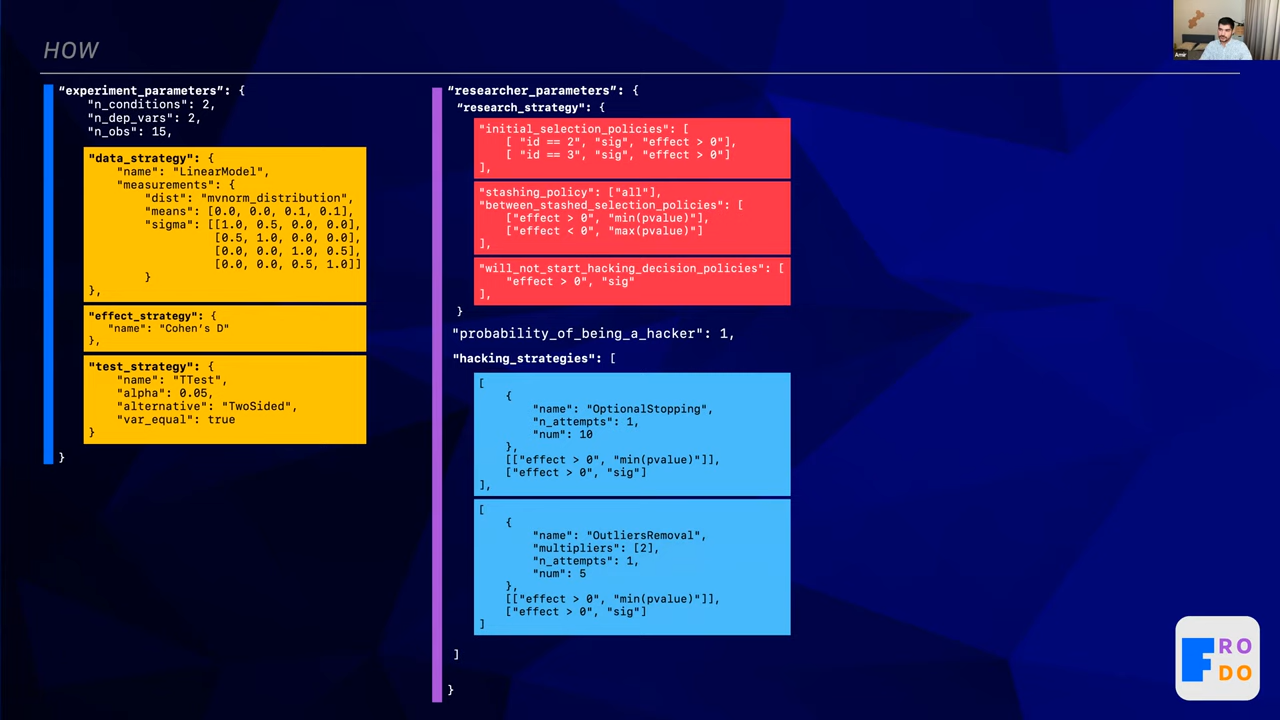 HOW
Amir
“experiment_parameters”: {
"n_conditions": 2,
"n_dep_vars": 2,
"n_obs": 15,
"data_strategy": {
"name": "LinearModel",
"measurements": {
"dist": "mvnorm_distribution",
"means": [0.0, 0.0, 0.1, 0.1],
"sigma": [[1.0, 0.5, 0.0, 0.0],
[0.5, 1.0, 0.0, 0.0],
[0.0, 0.0, 1.0, 0.5],
[0.0, 0.0, 0.5, 1.0]]
}
},
"effect_strategy": {
"name": “Cohen’s D"
},
"test_strategy": {
"name": "TTest",
"alpha": 0.05,
"alternative": "TwoSided",
"var_equal": true
}
}
“researcher_parameters”: {
“research_strategy": {
"initial_selection_policies": [
[ "id == 2", "sig", "effect > 0"],
[ "id == 3", "sig", "effect > 0"]
],
"stashing_policy": ["all"],
"between_stashed_selection_policies": [
["effect > 0", "min(pvalue)"],
["effect < 0", "max(pvalue)"]
],
"will_not_start_hacking_decision_policies": [
"effect > 0", "sig"
],
}
"probability_of_being_a_hacker": 1,
"hacking_strategies": [
[
{
"name": "OptionalStopping",
"n_attempts": 1,
"num": 10
},
[["effect > 0", "min(pvalue)"]],
["effect > 0", "sig"]
],
[
{
"name": "OutliersRemoval",
"multipliers": [2],
"n_attempts": 1,
"num": 5
},
[["effect > 0", "min(pvalue)"]],
["effect > 0", "sig"]
]
]
}
F RO
DO